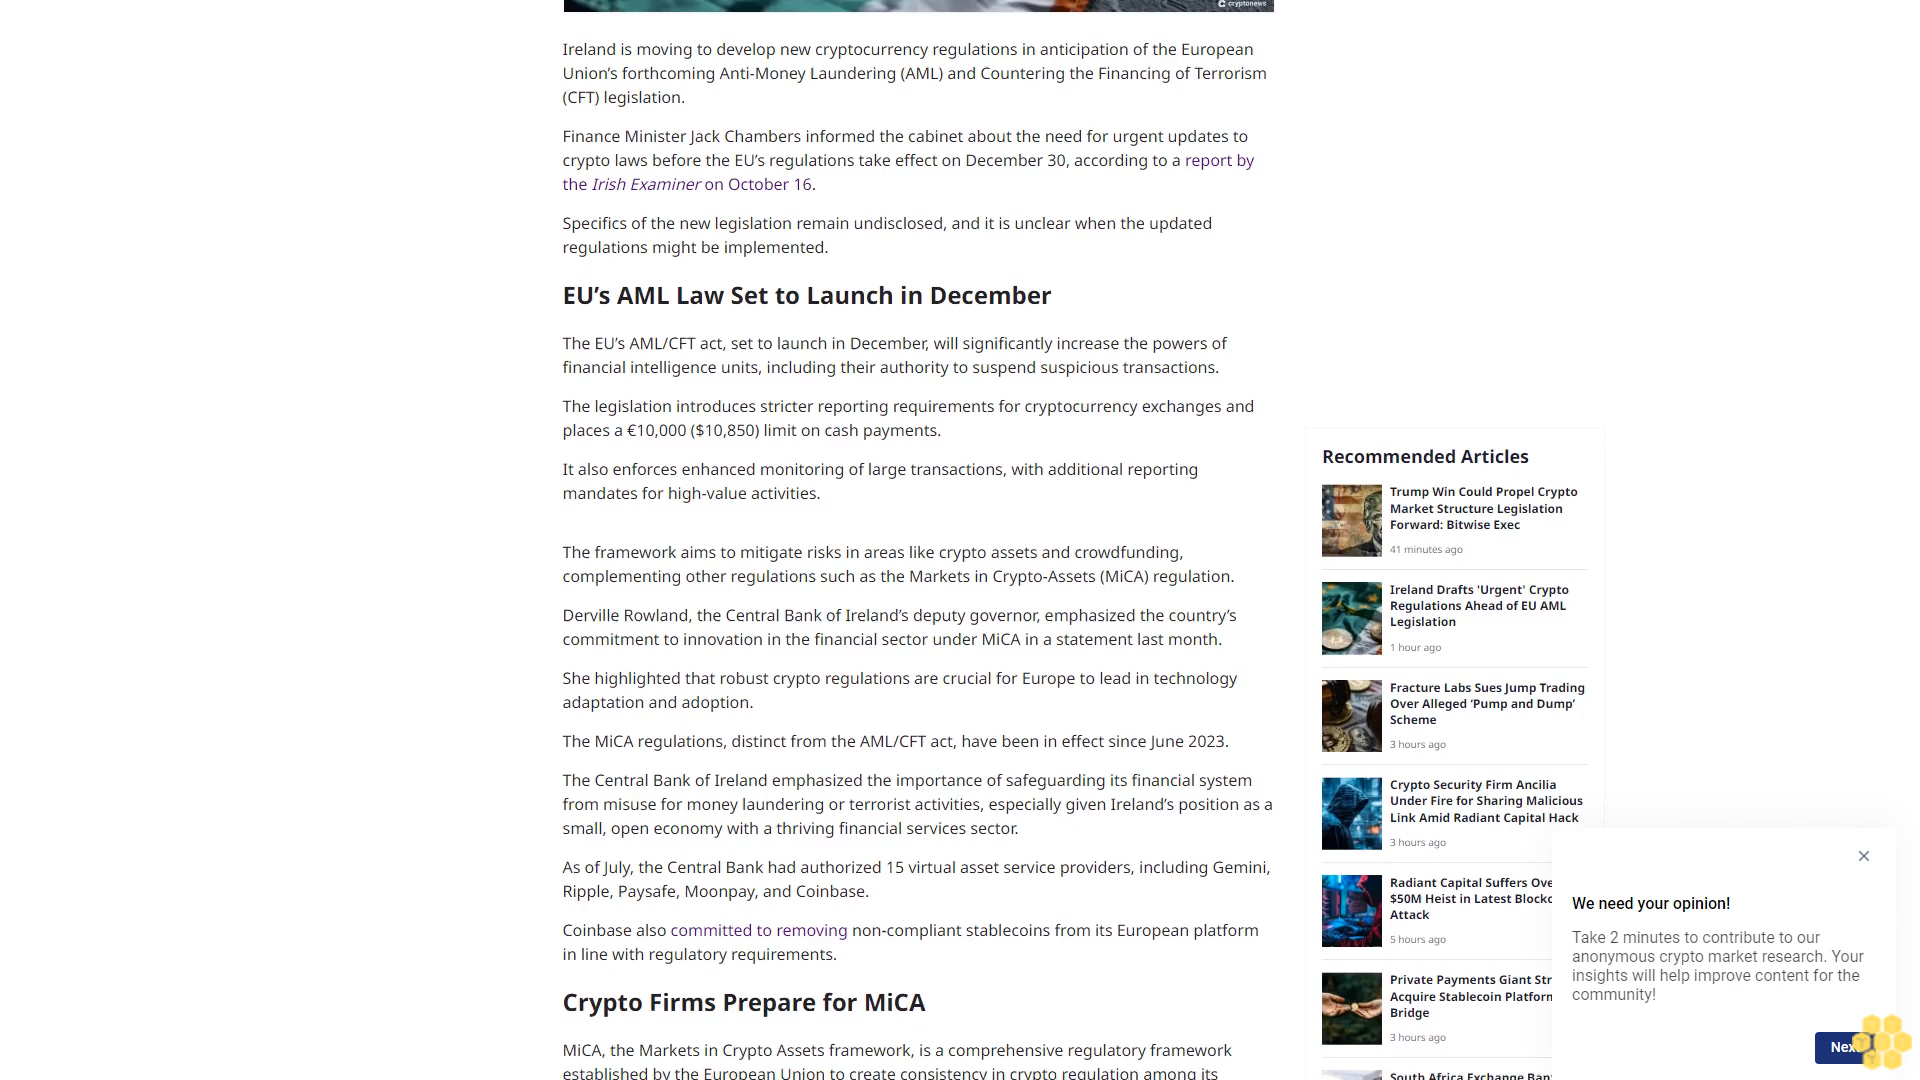 cryptonews
Ireland is moving to develop new cryptocurrency regulations in anticipation of the European
Union’s forthcoming Anti-Money Laundering (AML) and Countering the Financing of Terrorism
(CFT) legislation.
Finance Minister Jack Chambers informed the cabinet about the need for urgent updates to
crypto laws before the EU’s regulations take effect on December 30, according to a report by
the Irish Examiner on October 16.
Specifics of the new legislation remain undisclosed, and it is unclear when the updated
regulations might be implemented.
EU’s AML Law Set to Launch in December
The EU’s AML/CFT act, set to launch in December, will significantly increase the powers of
financial intelligence units, including their authority to suspend suspicious transactions.
The legislation introduces stricter reporting requirements for cryptocurrency exchanges and
places a €10,000 ($10,850) limit on cash payments.
It also enforces enhanced monitoring of large transactions, with additional reporting
mandates for high-value activities.
The framework aims to mitigate risks in areas like crypto assets and crowdfunding,
complementing other regulations such as the Markets in Crypto-Assets (MiCA) regulation.
Derville Rowland, the Central Bank of Ireland’s deputy governor, emphasized the country’s
commitment to innovation in the financial sector under MiCA in a statement last month.
She highlighted that robust crypto regulations are crucial for Europe to lead in technology
adaptation and adoption.
The MiCA regulations, distinct from the AML/CFT act, have been in effect since June 2023.
The Central Bank of Ireland emphasized the importance of safeguarding its financial system
from misuse for money laundering or terrorist activities, especially given Ireland’s position as a
small, open economy with a thriving financial services sector.
As of July, the Central Bank had authorized 15 virtual asset service providers, including Gemini,
Ripple, Paysafe, Moonpay, and Coinbase.
Coinbase also committed to removing non-compliant stablecoins from its European platform
in line with regulatory requirements.
Crypto Firms Prepare for MiCA
MiCA, the Markets in Crypto Assets framework, is a comprehensive regulatory framework
established by the European Union to create consistency in crypto regulation among its
Recommended Articles
Trump Win Could Propel Crypto
Market Structure Legislation
Forward: Bitwise Exec
41 minutes ago
Ireland Drafts 'Urgent' Crypto
Regulations Ahead of EU AML
Legislation
1 hour ago
Fracture Labs Sues Jump Trading
Over Alleged ‘Pump and Dump’
Scheme
3 hours ago
Crypto Security Firm Ancilia
Under Fire for Sharing Malicious
Link Amid Radiant Capital Hack
3 hours ago
Radiant Capital Suffers Ove
$50M Heist in Latest Blockc
Attack
5 hours ago
Private Payments Giant Str
Acquire Stablecoin Platform
Bridge
3 hours ago
South Africa Exchange Ban
We need your opinion!
Take 2 minutes to contribute to our
anonymous crypto market research. Your
insights will help improve content for the
community!